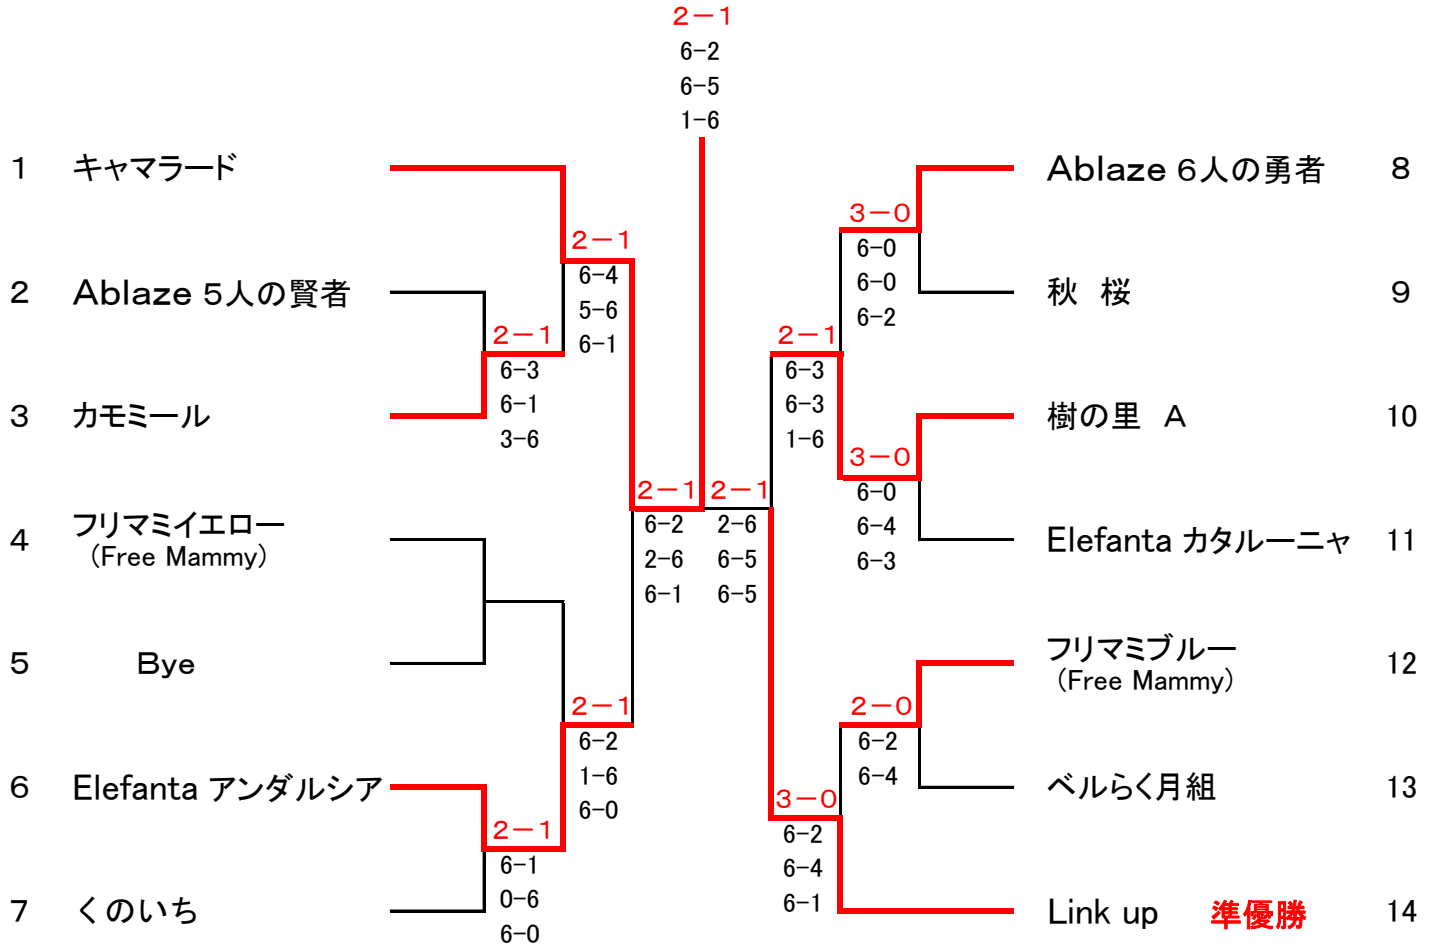 2－1
6-2
6-5
1-6
1 キャマラード
2 Ablaze 5人の賢者
3 カモミール
4 フリマミイエロー
（Free Mammy）
5 Bye
6 Elefanta アンダルシア
7 くのいち
2－1
6-3
6-1
3-6
2－1
6-1
0-6
6-0
2－1
6-4
5-6
6-1
2－1
6-2
1-6
6-0
2－1
6-2
2-6
6-1
2－1
2-6
6-5
6-5
2－1
6-3
6-3
1-6
3－0
6-2
6-4
6-1
3－0
6-0
6-0
6-2
3－0
6-0
6-4
6-3
2－0
6-2
6-4
Ablaze 6人の勇者 8
秋　桜 9
樹の里　A 10
Elefanta カタルーニャ 11
フリマミブルー 12
（Free Mammy）
ベルらく月組 13
Link up 準優勝 14